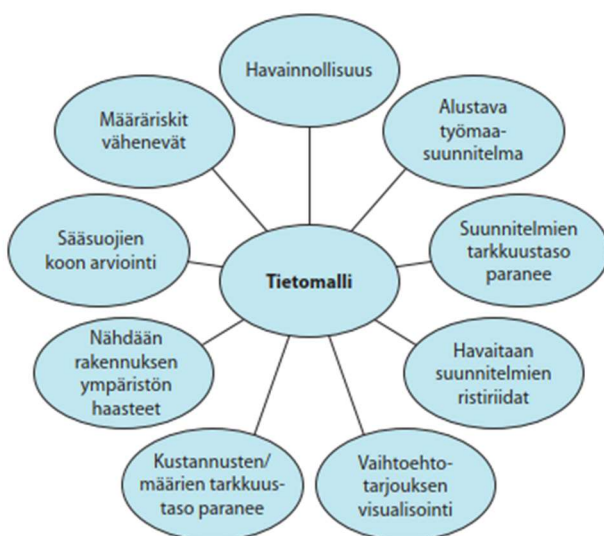 Havainnollisuus
Alustava
työmaa-
suunnitelma
Suunnitelmien
tarkkuustaso
paranee
Havaitaan
suunnitelmien
ristiriidat
Vaihtoehto-
tarjouksen
visualisointi
Kustannusten/
määrien tarkkuus-
taso paranee
Nähdään
rakennuksen
ympäristön
haasteet
Sääsuojien
koon arviointi
Määräriskit
vähenevät
Tietomalli